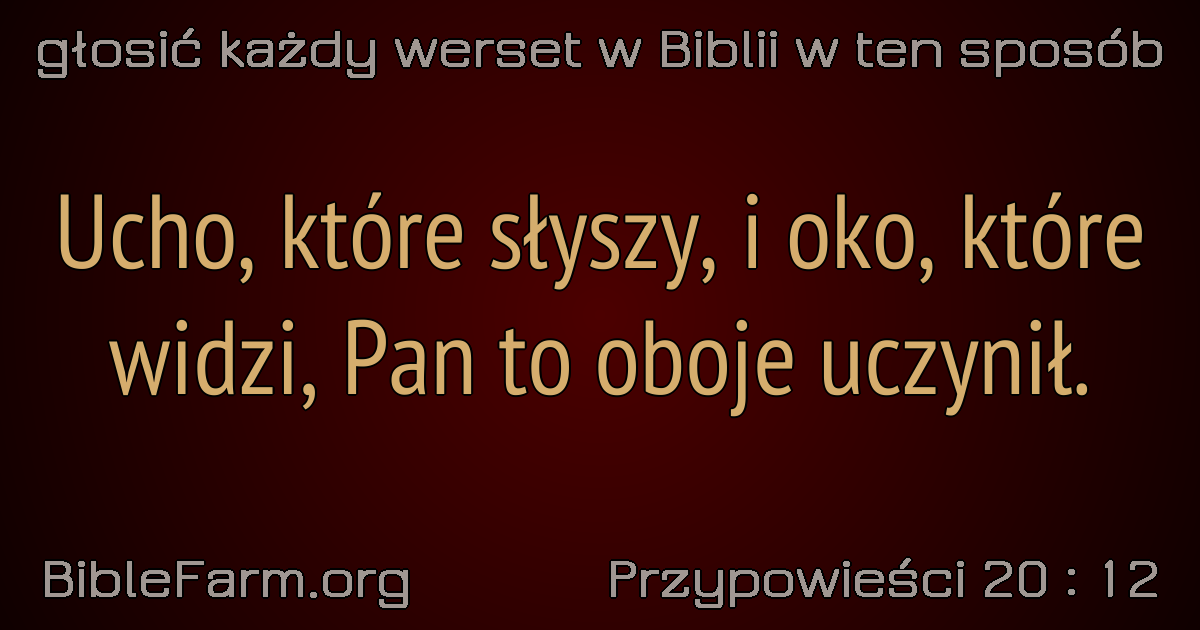 głosić każdy werset w Biblii w ten sposób
Ucho, które słyszy, i oko, które
widzi, Pan to oboje uczynił.
BibleFarm.org
Przypowieści 20 : 12